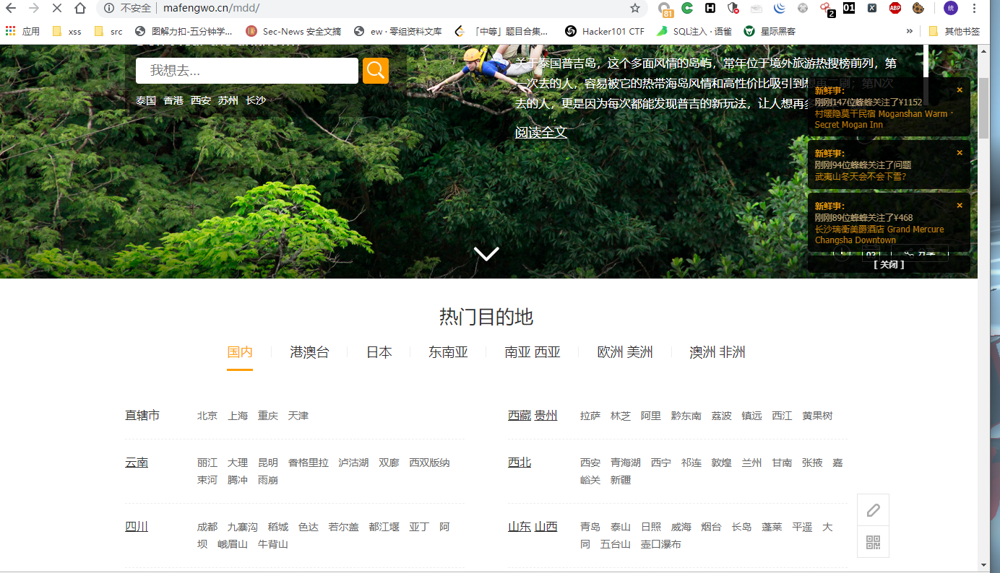 不安全 mafengwo.cn/mdd/
81 2 01 ABP 统
应用 xss src 图解力扣-五分钟学... Sec-News 安全文摘 ew · 零组资料文库 「中等」题目合集... Hacker101 CTF SQL注入 · 语雀 星际黑客 » 其他书签
我想去...
泰国 香港 西安 苏州 长沙
关于泰国普吉岛，这个多面风情的岛屿，常年位于境外旅游热搜榜前列，第
一次去的人，容易被它的热带海岛风情和高性价比吸引到想再二刷；第N次
去的人，更是因为每次都能发现普吉的新玩法，让人想再
阅读全文
新鲜事：
刚刚147位蜂蜂关注了¥1152
村暖隐莫干民宿 Moganshan Warm ·
Secret Mogan Inn
新鲜事：
刚刚94位蜂蜂关注了问题
武夷山冬天会不会下雪?
新鲜事：
刚刚89位蜂蜂关注了¥468
长沙瑞衡美爵酒店 Grand Mercure
Changsha Downtown
分享
[ 关闭 ]
热门目的地
国内 港澳台 日本 东南亚 南亚 西亚 欧洲 美洲 澳洲 非洲
直辖市 北京 上海 重庆 天津
西藏 贵州 拉萨 林芝 阿里 黔东南 荔波 镇远 西江 黄果树
云南 丽江 大理 昆明 香格里拉 泸沽湖 双廊 西双版纳
束河 腾冲 雨崩
西北 西安 青海湖 西宁 祁连 敦煌 兰州 甘南 张掖 嘉
峪关 新疆
四川 成都 九寨沟 稻城 色达 若尔盖 都江堰 亚丁 阿
坝 峨眉山 牛背山
山东 山西 青岛 泰山 日照 威海 烟台 长岛 蓬莱 平遥 大
同 五台山 壶口瀑布